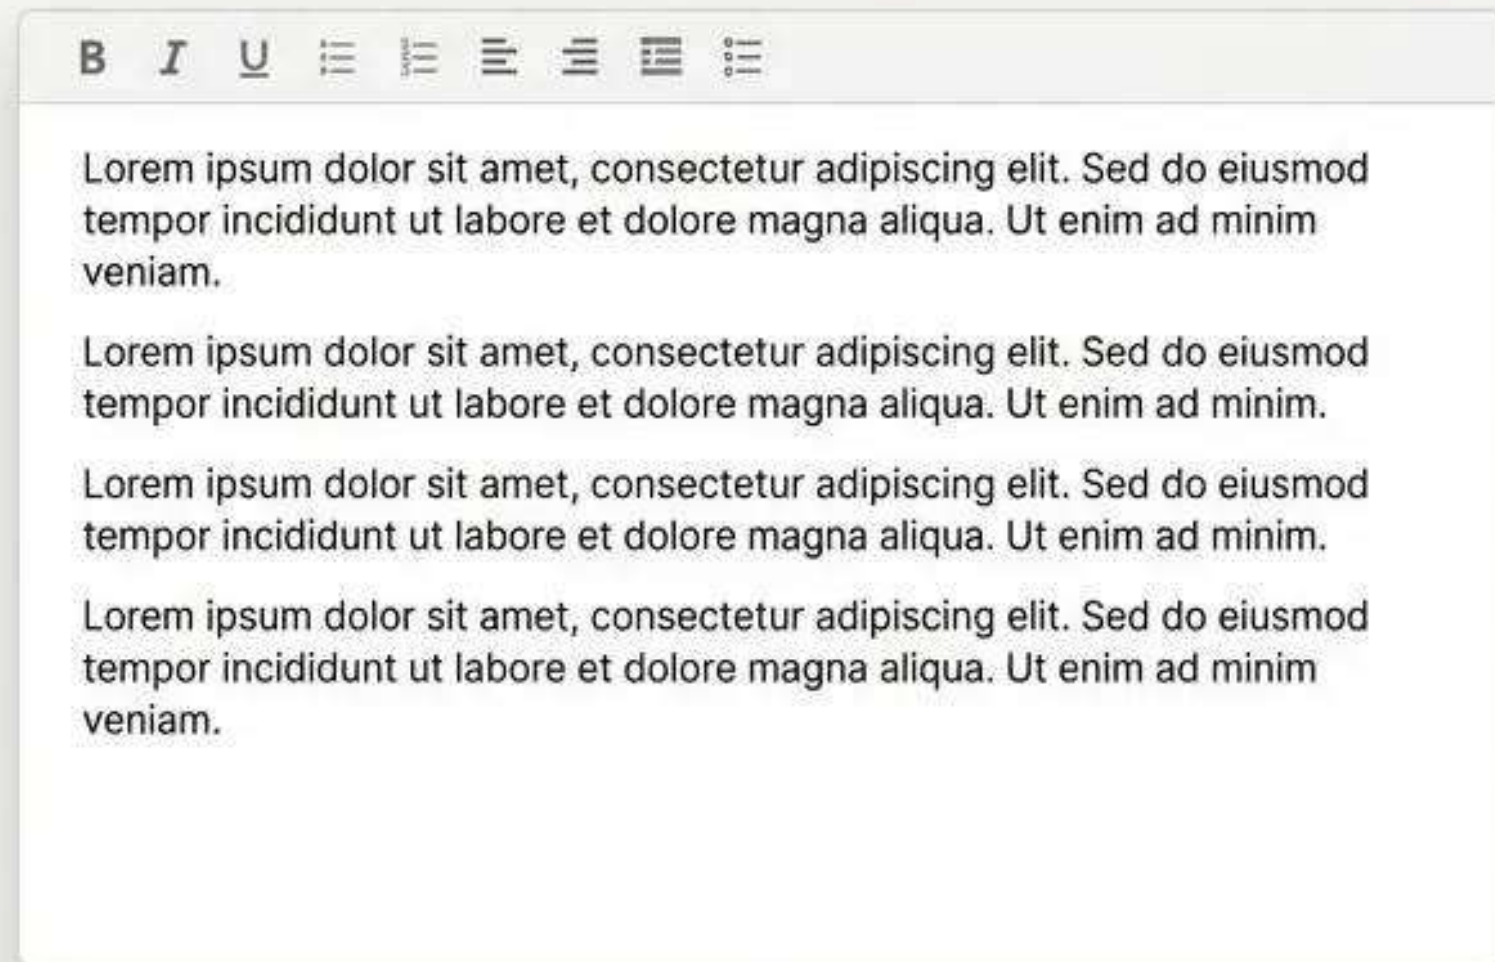 B I U
Lorem ipsum dolor sit amet, consectetur adipiscing elit. Sed do eiusmod
tempor incididunt ut labore et dolore magna aliqua. Ut enim ad minim
veniam.
Lorem ipsum dolor sit amet, consectetur adipiscing elit. Sed do eiusmod
tempor incididunt ut labore et dolore magna aliqua. Ut enim ad minim.
Lorem ipsum dolor sit amet, consectetur adipiscing elit. Sed do eiusmod
tempor incididunt ut labore et dolore magna aliqua. Ut enim ad minim.
Lorem ipsum dolor sit amet, consectetur adipiscing elit. Sed do eiusmod
tempor incididunt ut labore et dolore magna aliqua. Ut enim ad minim
veniam.